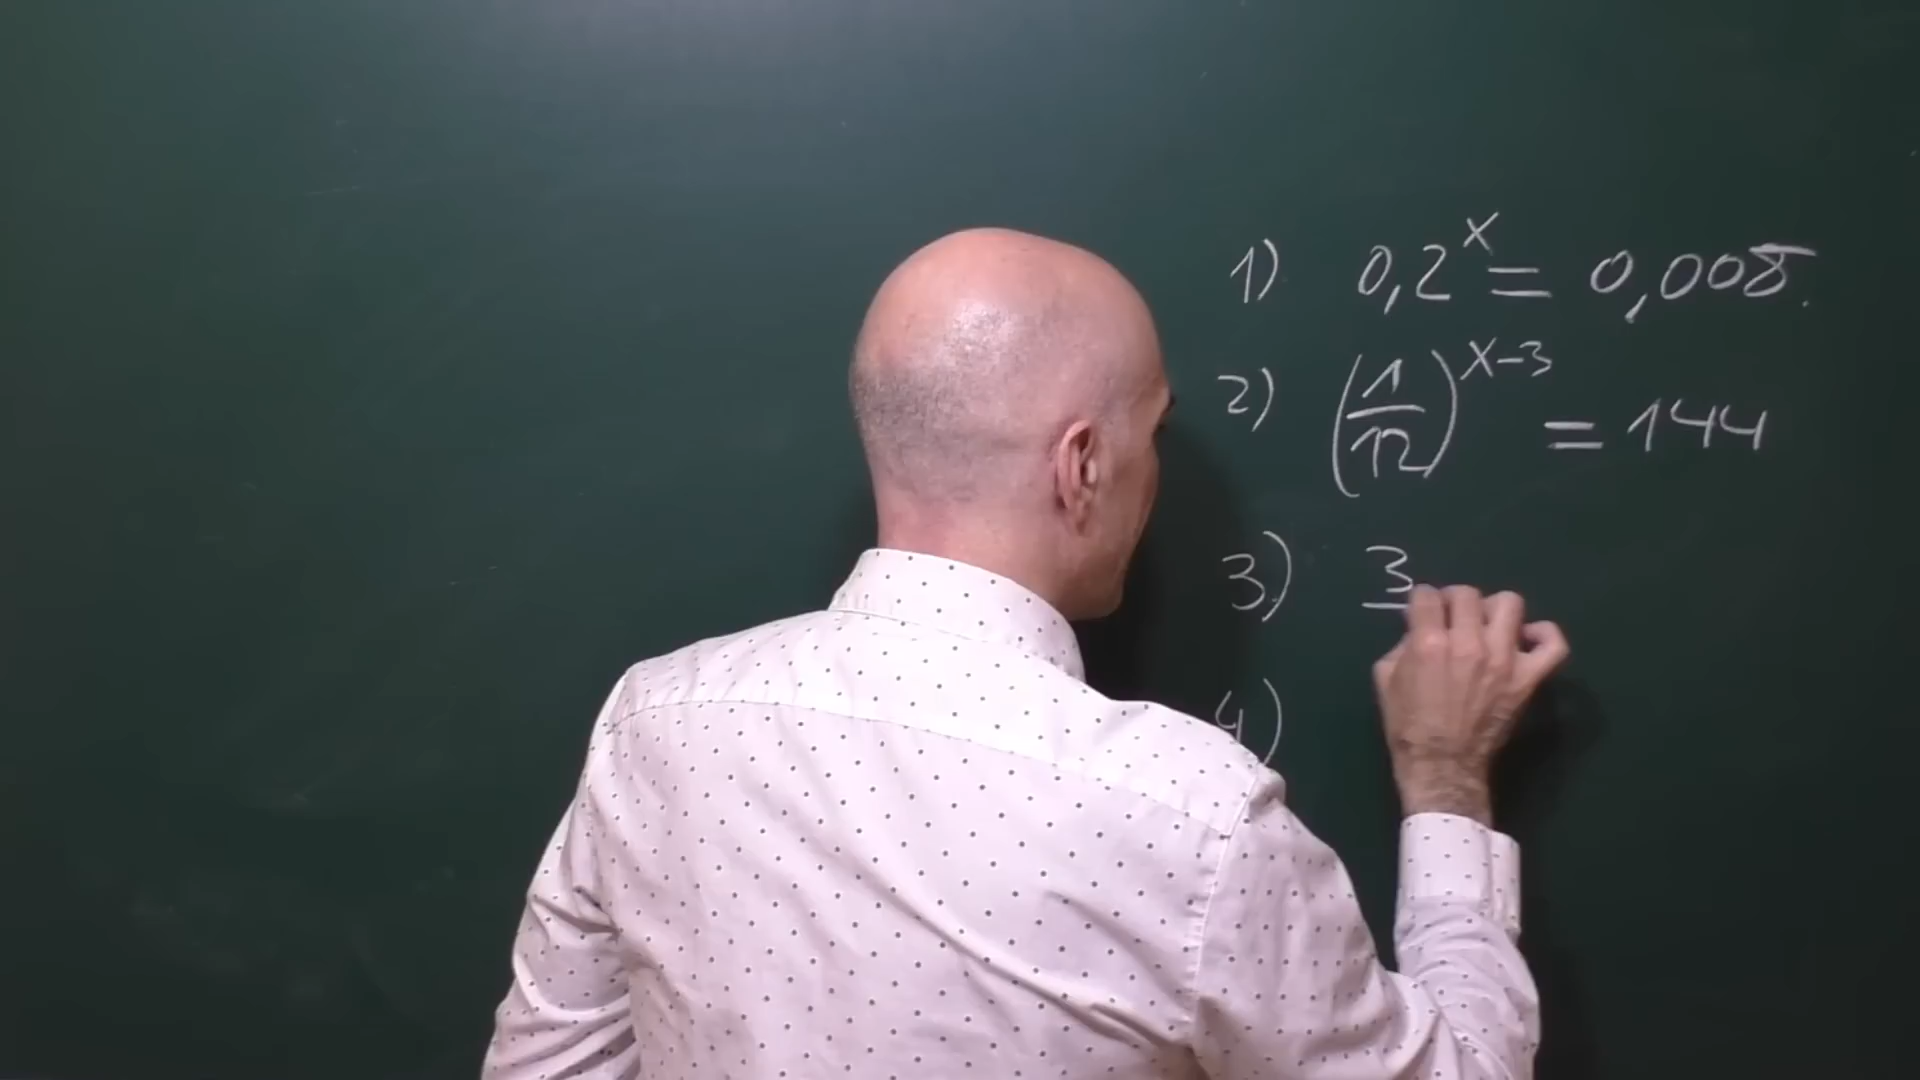 1) 0,2^x = 0,008.
2) (1/12)^(x-3) = 144
3) 3
4)